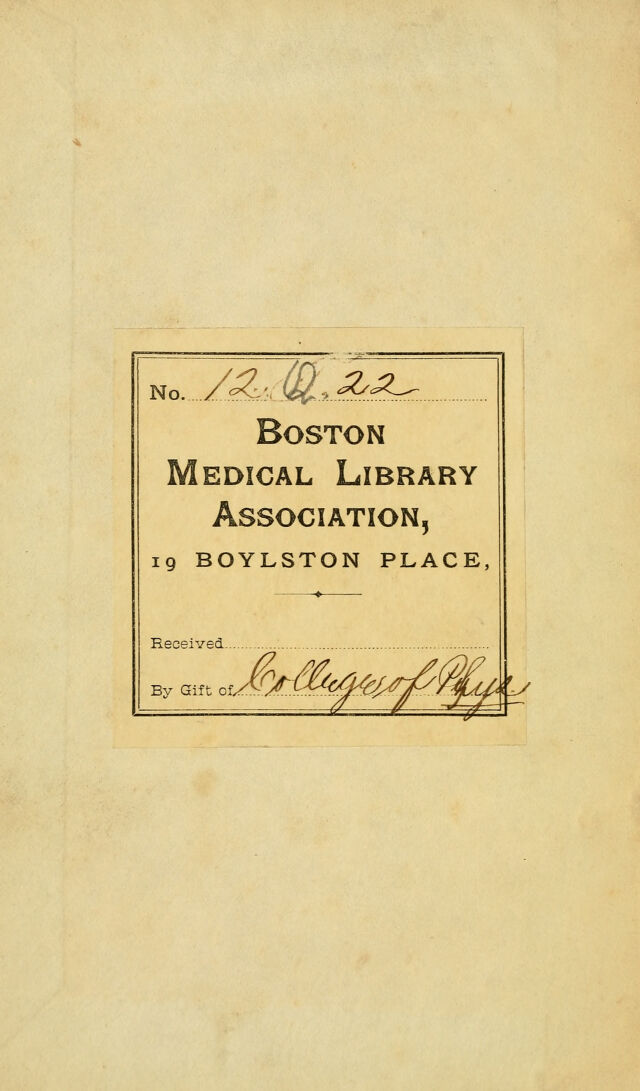 No. 12.Q.22
BOSTON
MEDICAL LIBRARY
ASSOCIATION,
19 BOYLSTON PLACE,
Received
By Gift of College of Phys.